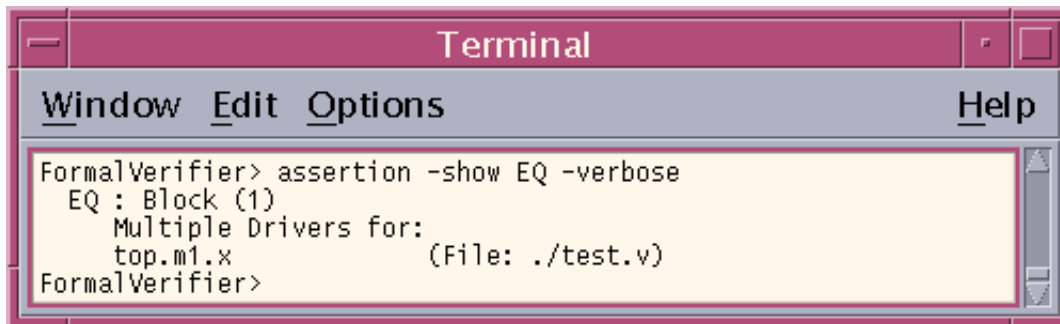 Terminal
Window Edit Options Help
FormalVerifier> assertion -show EQ -verbose
EQ : Block (1)
Multiple Drivers for:
top.m1.x (File: ./test.v)
FormalVerifier>